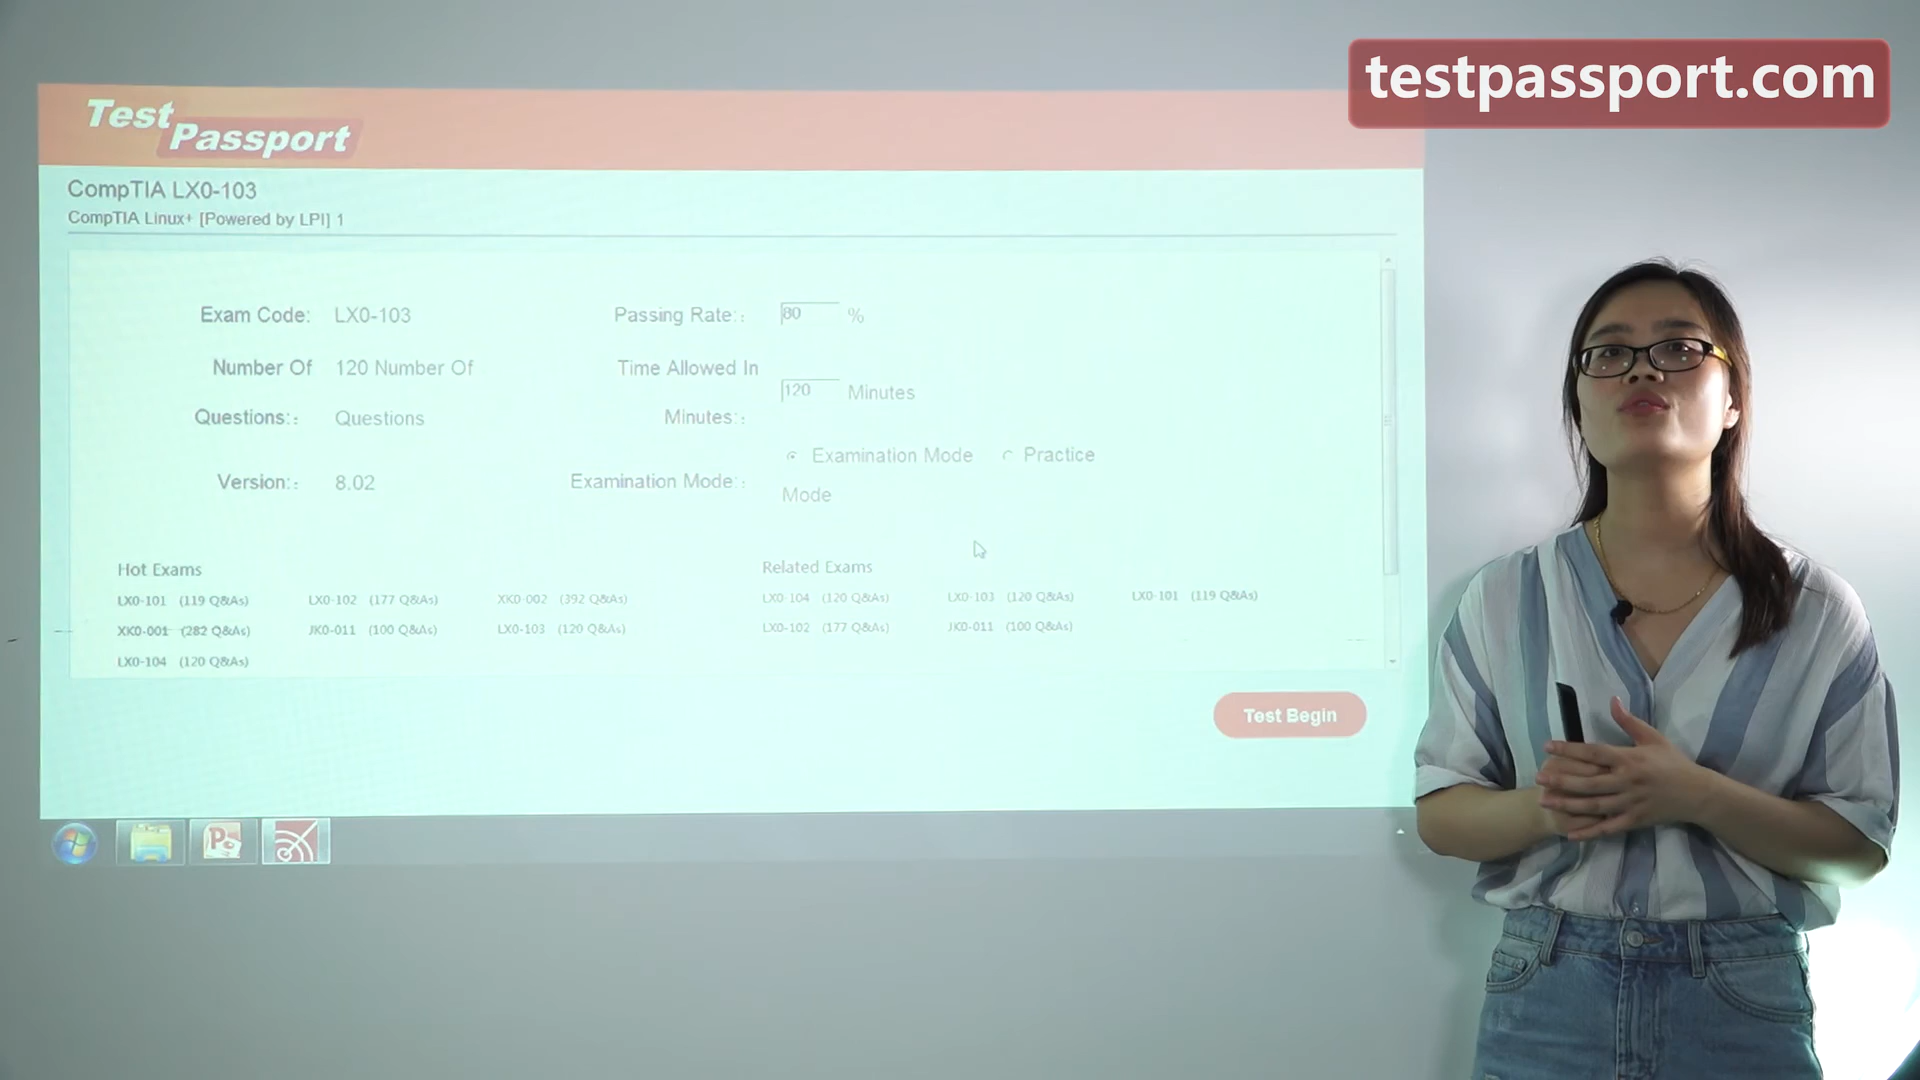 testpassport.com
Test
Passport
CompTIA LX0-103
CompTIA Linux+ [Powered by LPI] 1
Exam Code: LX0-103 Passing Rate:: 80 %
Number Of 120 Number Of Time Allowed In
120 Minutes
Questions:: Questions Minutes::
Examination Mode Practice
Version:: 8.02 Examination Mode::
Mode
Hot Exams Related Exams
LX0-101 (119 Q&As) LX0-102 (177 Q&As) XK0-002 (392 Q&As) LX0-104 (120 Q&As) LX0-103 (120 Q&As) LX0-101 (119 Q&As)
XK0-001 (282 Q&As) JK0-011 (100 Q&As) LX0-103 (120 Q&As) LX0-102 (177 Q&As) JK0-011 (100 Q&As)
LX0-104 (120 Q&As)
Test Begin